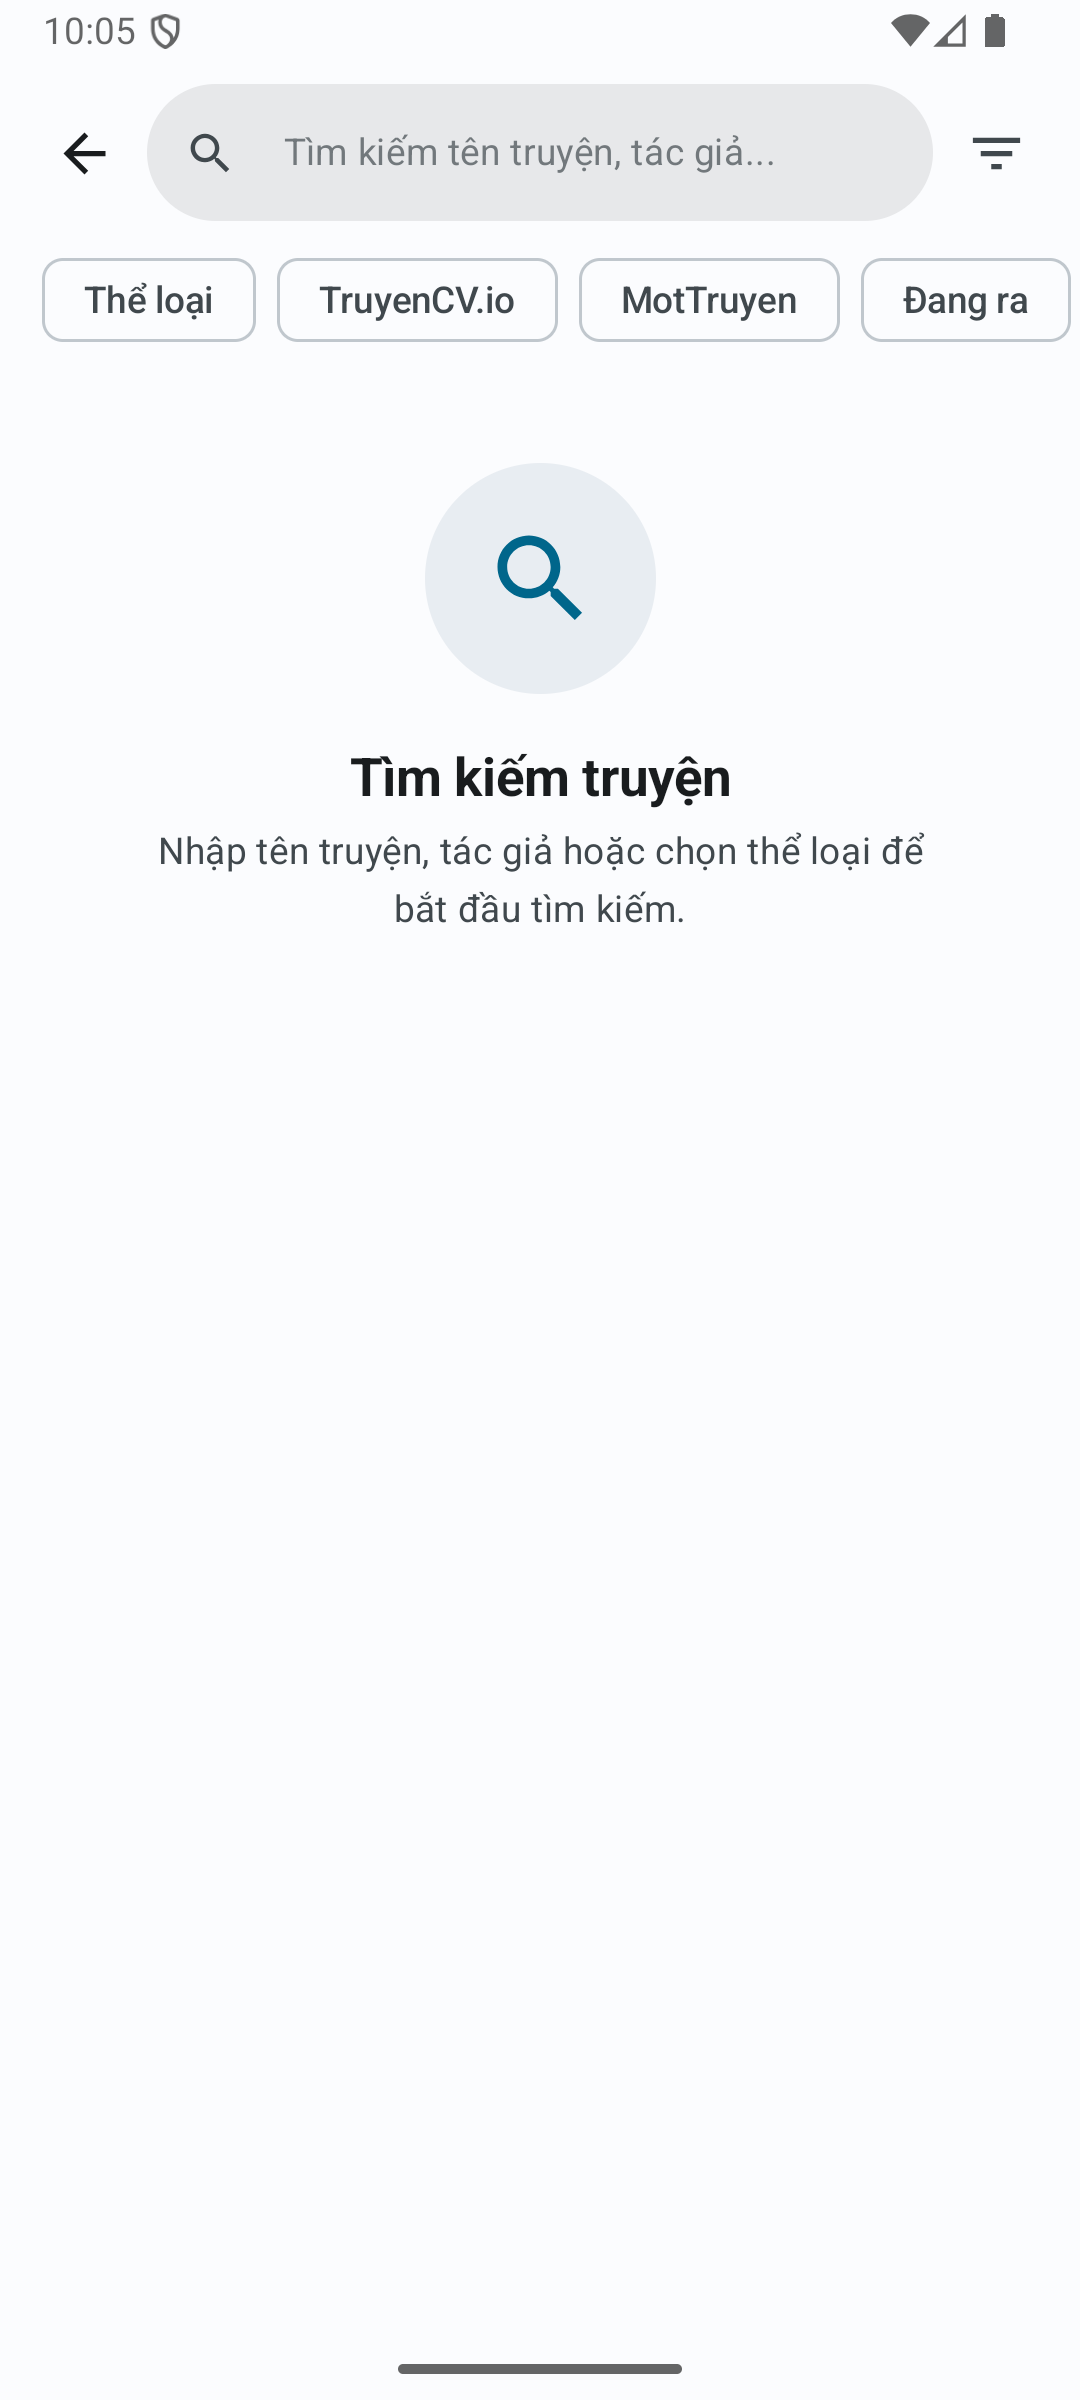 10:05
Tìm kiếm tên truyện, tác giả...
Thể loại
TruyenCV.io
MotTruyen
Đang ra
Tìm kiếm truyện
Nhập tên truyện, tác giả hoặc chọn thể loại để
bắt đầu tìm kiếm.